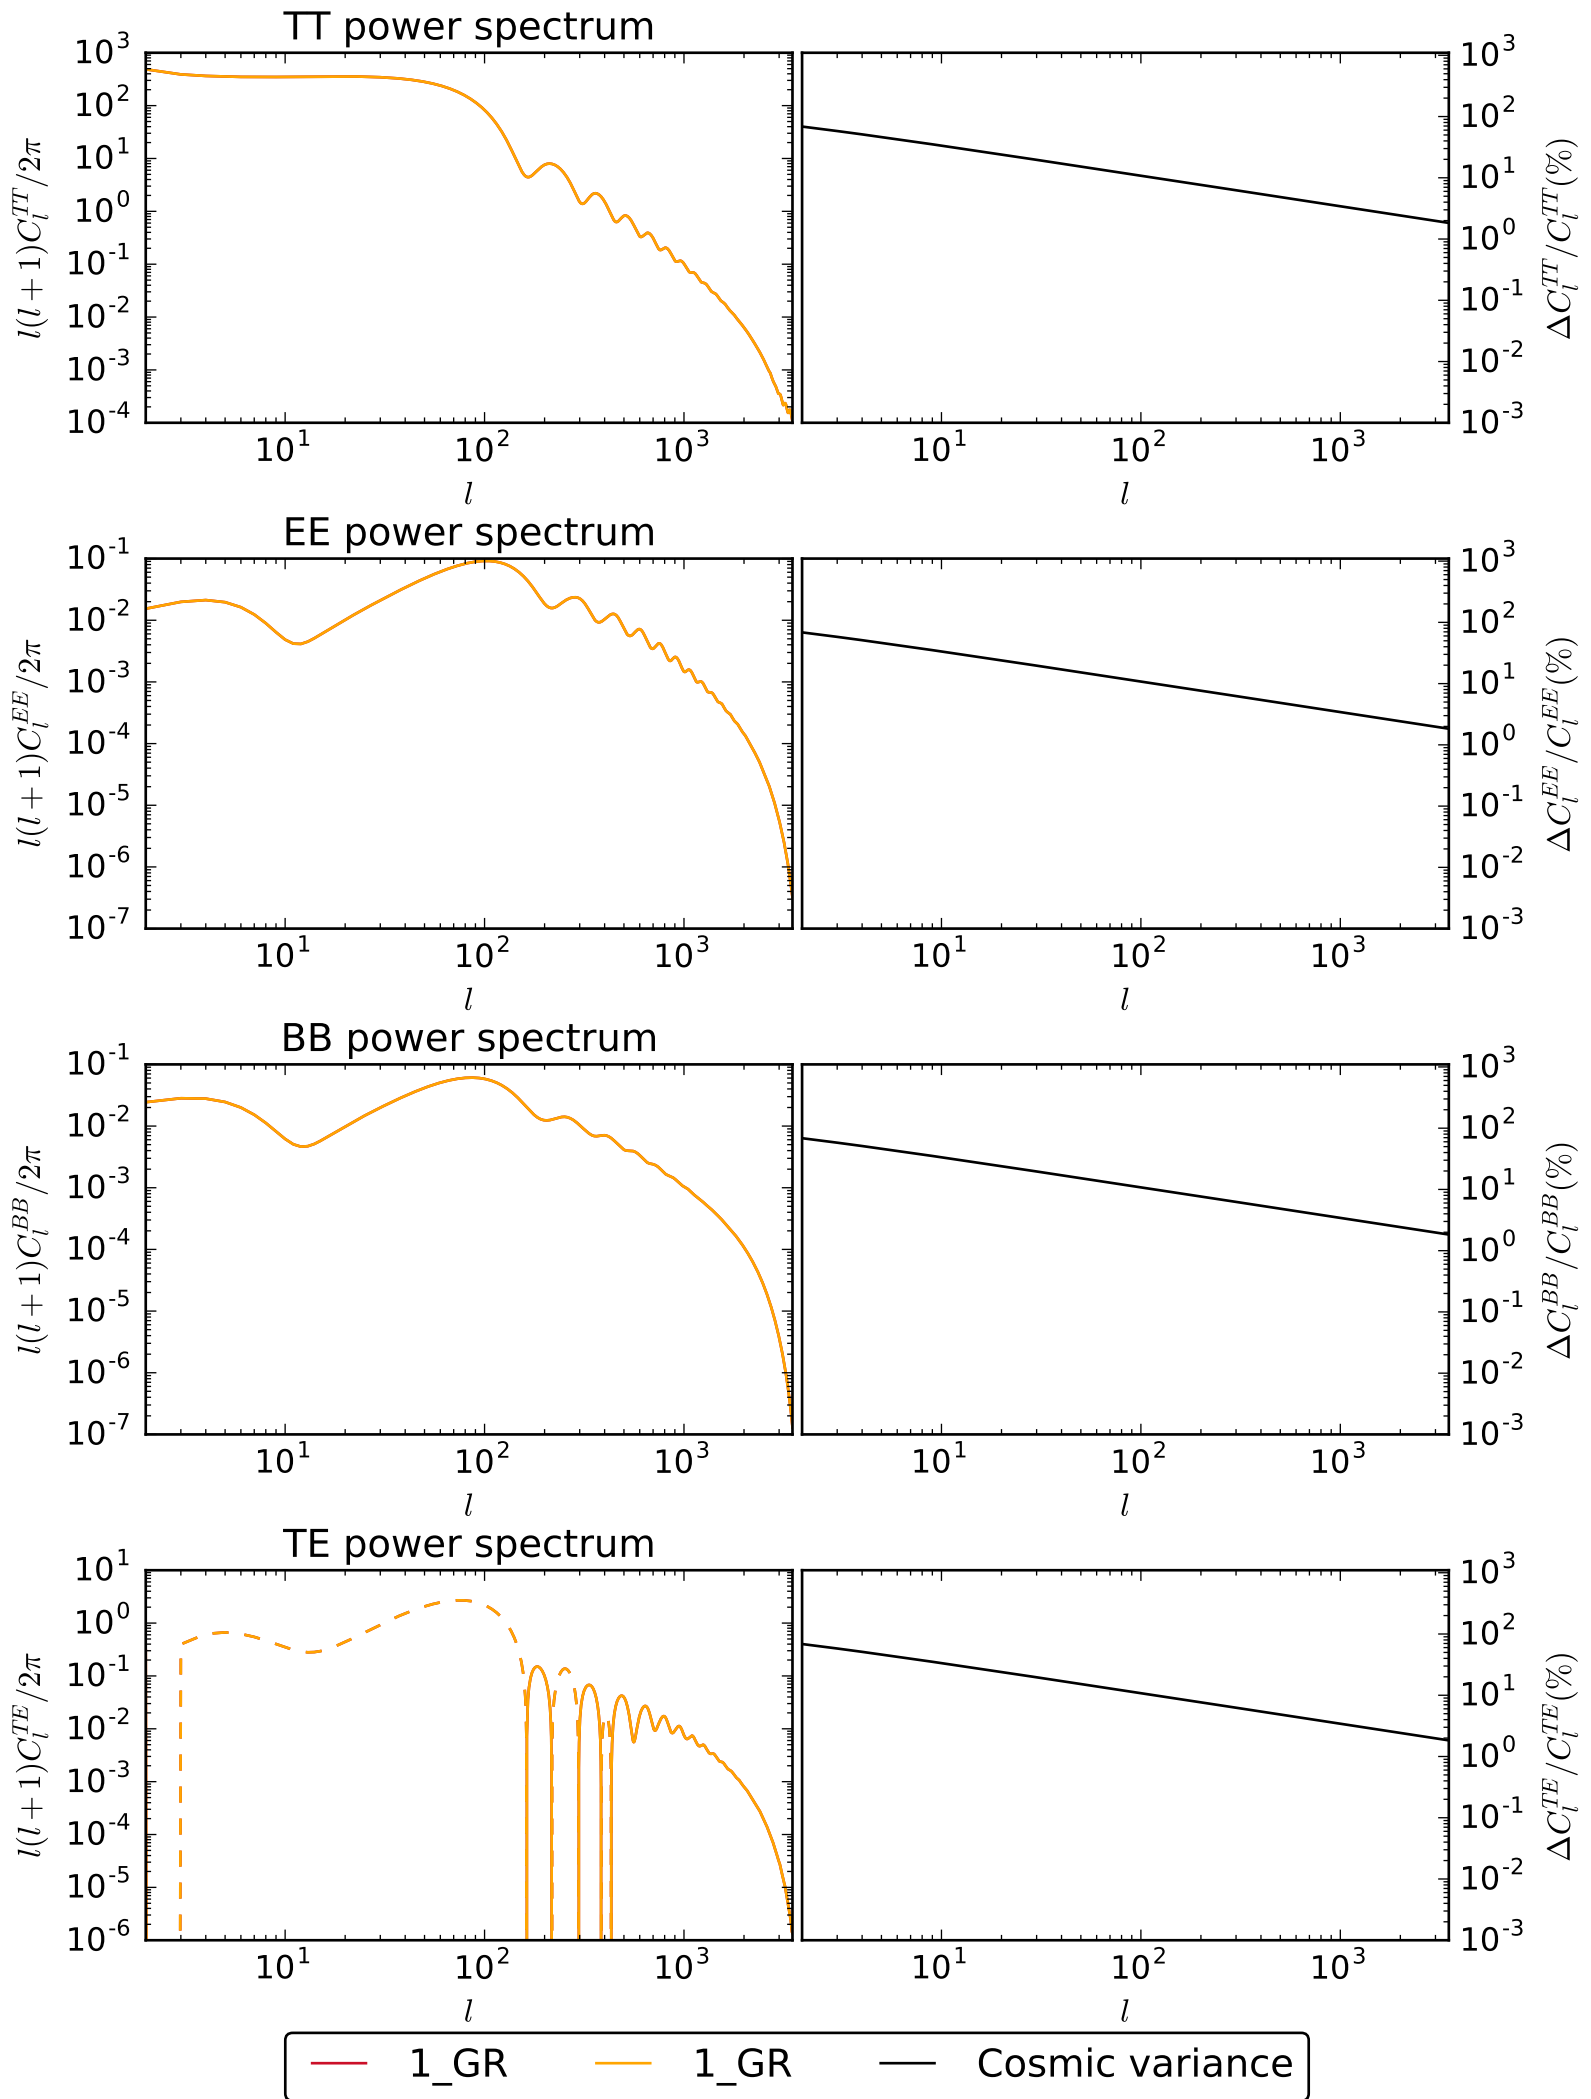 TT power spectrum
l(l + 1)C_l^{TT}/2π
10^3
10^2
10^1
10^0
10^-1
10^-2
10^-3
10^-4
10^1 10^2 10^3
l
10^3
10^2
10^1
10^0
10^-1
10^-2
10^-3
ΔC_l^{TT}/C_l^{TT}(%)
10^1 10^2 10^3
l
EE power spectrum
l(l + 1)C_l^{EE}/2π
10^-1
10^-2
10^-3
10^-4
10^-5
10^-6
10^-7
10^1 10^2 10^3
l
10^3
10^2
10^1
10^0
10^-1
10^-2
10^-3
ΔC_l^{EE}/C_l^{EE}(%)
10^1 10^2 10^3
l
BB power spectrum
l(l + 1)C_l^{BB}/2π
10^-1
10^-2
10^-3
10^-4
10^-5
10^-6
10^-7
10^1 10^2 10^3
l
10^3
10^2
10^1
10^0
10^-1
10^-2
10^-3
ΔC_l^{BB}/C_l^{BB}(%)
10^1 10^2 10^3
l
TE power spectrum
l(l + 1)C_l^{TE}/2π
10^1
10^0
10^-1
10^-2
10^-3
10^-4
10^-5
10^-6
10^1 10^2 10^3
l
10^3
10^2
10^1
10^0
10^-1
10^-2
10^-3
ΔC_l^{TE}/C_l^{TE}(%)
10^1 10^2 10^3
l
1_GR 1_GR Cosmic variance